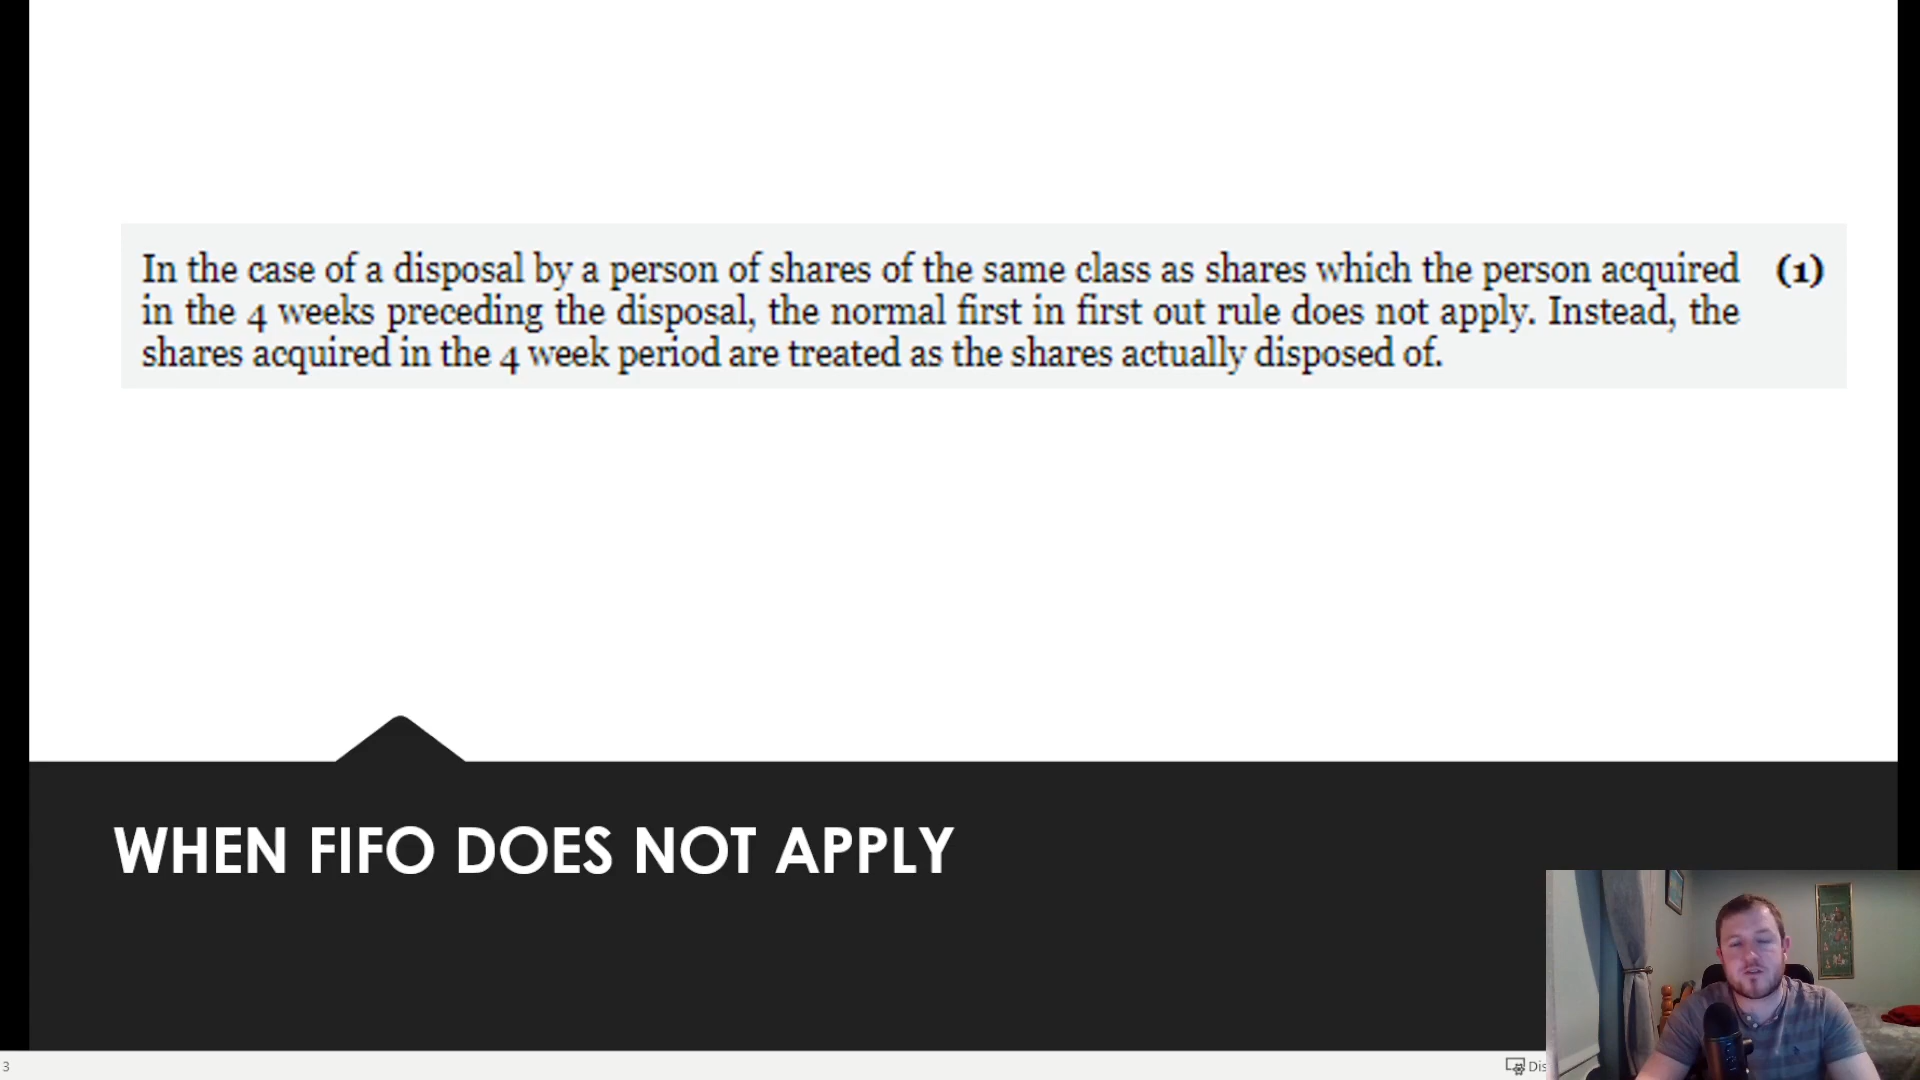 In the case of a disposal by a person of shares of the same class as shares which the person acquired (1)
in the 4 weeks preceding the disposal, the normal first in first out rule does not apply. Instead, the
shares acquired in the 4 week period are treated as the shares actually disposed of.
WHEN FIFO DOES NOT APPLY
3